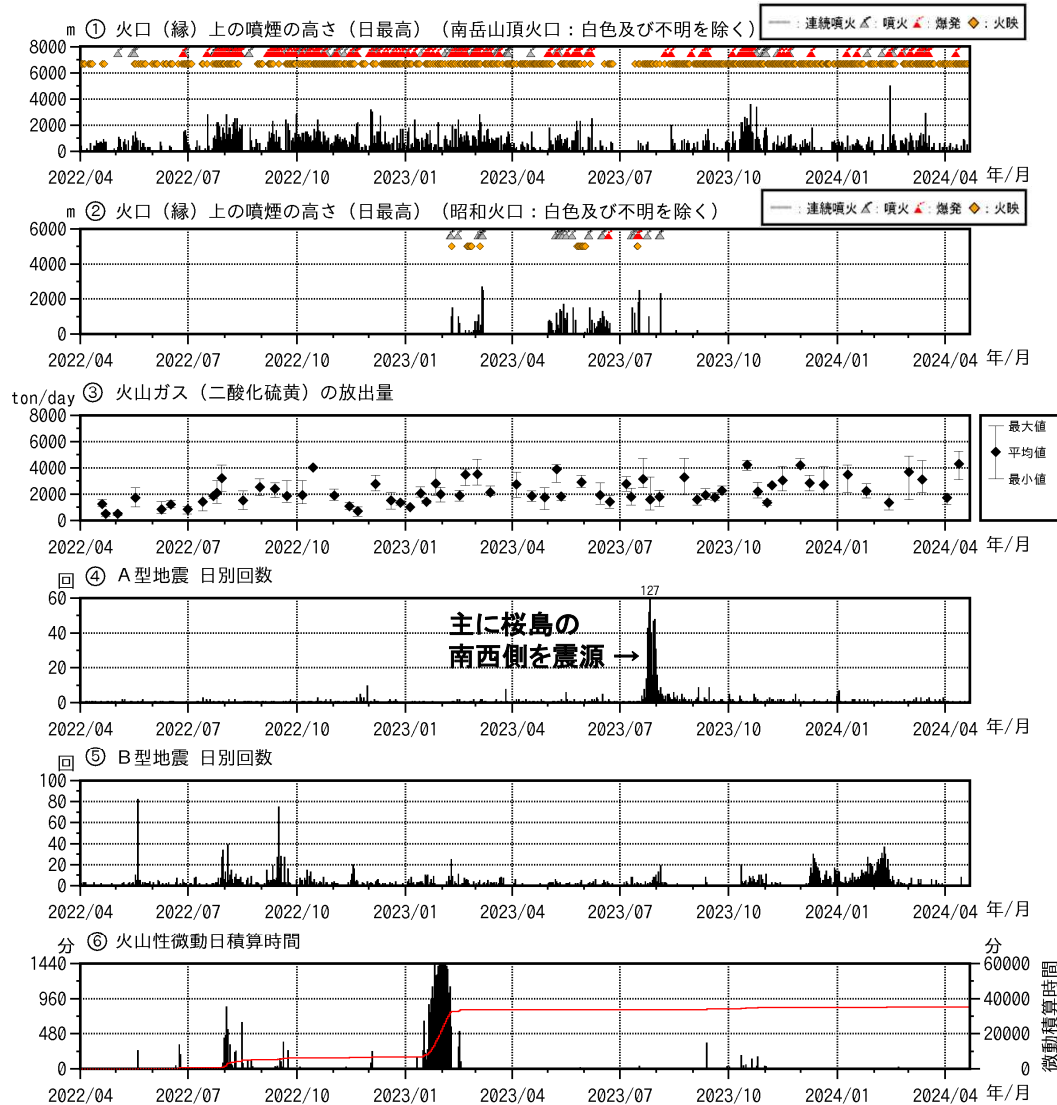 m ① 火口（縁）上の噴煙の高さ（日最高）（南岳山頂火口：白色及び不明を除く）
：連続噴火 ：噴火 ：爆発 ：火映
8000
6000
4000
2000
0
2022/04 2022/07 2022/10 2023/01 2023/04 2023/07 2023/10 2024/01 2024/04 年/月
m ② 火口（縁）上の噴煙の高さ（日最高）（昭和火口：白色及び不明を除く）
：連続噴火 ：噴火 ：爆発 ：火映
6000
4000
2000
0
2022/04 2022/07 2022/10 2023/01 2023/04 2023/07 2023/10 2024/01 2024/04 年/月
ton/day ③ 火山ガス（二酸化硫黄）の放出量
8000
6000
4000
2000
0
最大値
平均値
最小値
2022/04 2022/07 2022/10 2023/01 2023/04 2023/07 2023/10 2024/01 2024/04 年/月
回 ④ Ａ型地震 日別回数
127
60
40
20
0
主に桜島の
南西側を震源 →
2022/04 2022/07 2022/10 2023/01 2023/04 2023/07 2023/10 2024/01 2024/04 年/月
回 ⑤ Ｂ型地震 日別回数
100
80
60
40
20
0
2022/04 2022/07 2022/10 2023/01 2023/04 2023/07 2023/10 2024/01 2024/04 年/月
分 ⑥ 火山性微動日積算時間 分
1440 60000
960 40000
480 20000
0 0
微動積算時間
2022/04 2022/07 2022/10 2023/01 2023/04 2023/07 2023/10 2024/01 2024/04 年/月